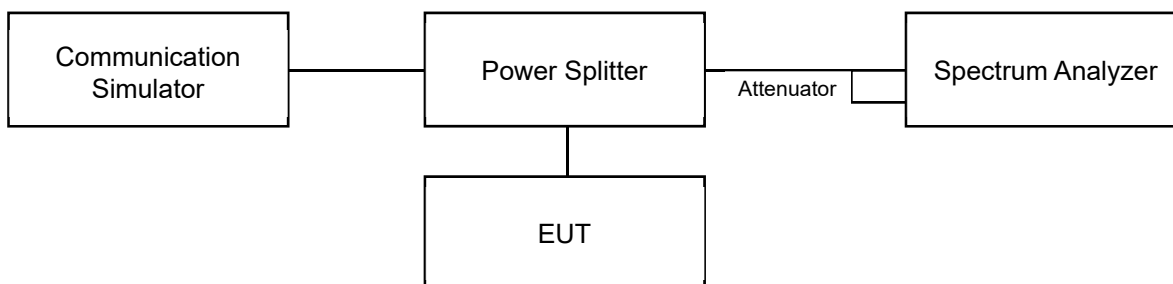 Communication
Simulator
Power Splitter
Attenuator
Spectrum Analyzer
EUT